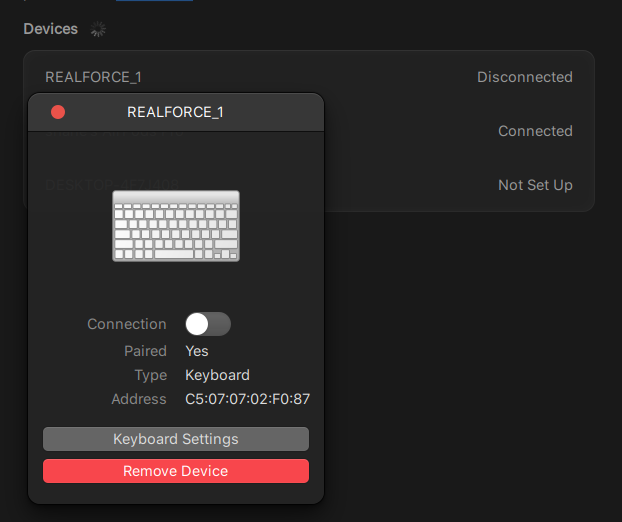 Devices
REALFORCE_1 Disconnected
REALFORCE_1
Connected
Not Set Up
Connection
Paired Yes
Type Keyboard
Address C5:07:07:02:F0:87
Keyboard Settings
Remove Device